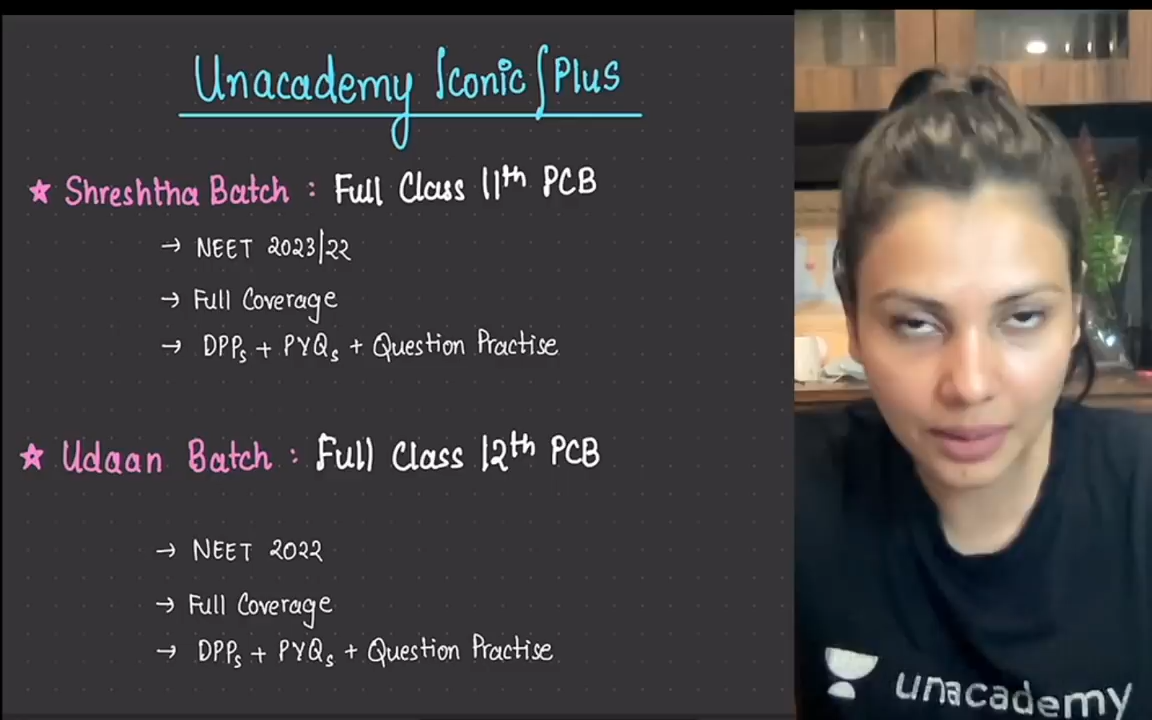 Unacademy Iconic/Plus
★ Shreshtha Batch : Full Class 11th PCB
→ NEET 2023/22
→ Full Coverage
→ DPPs + PYQs + Question Practise
★ Udaan Batch : Full Class 12th PCB
→ NEET 2022
→ Full Coverage
→ DPPs + PYQs + Question Practise
unacademy